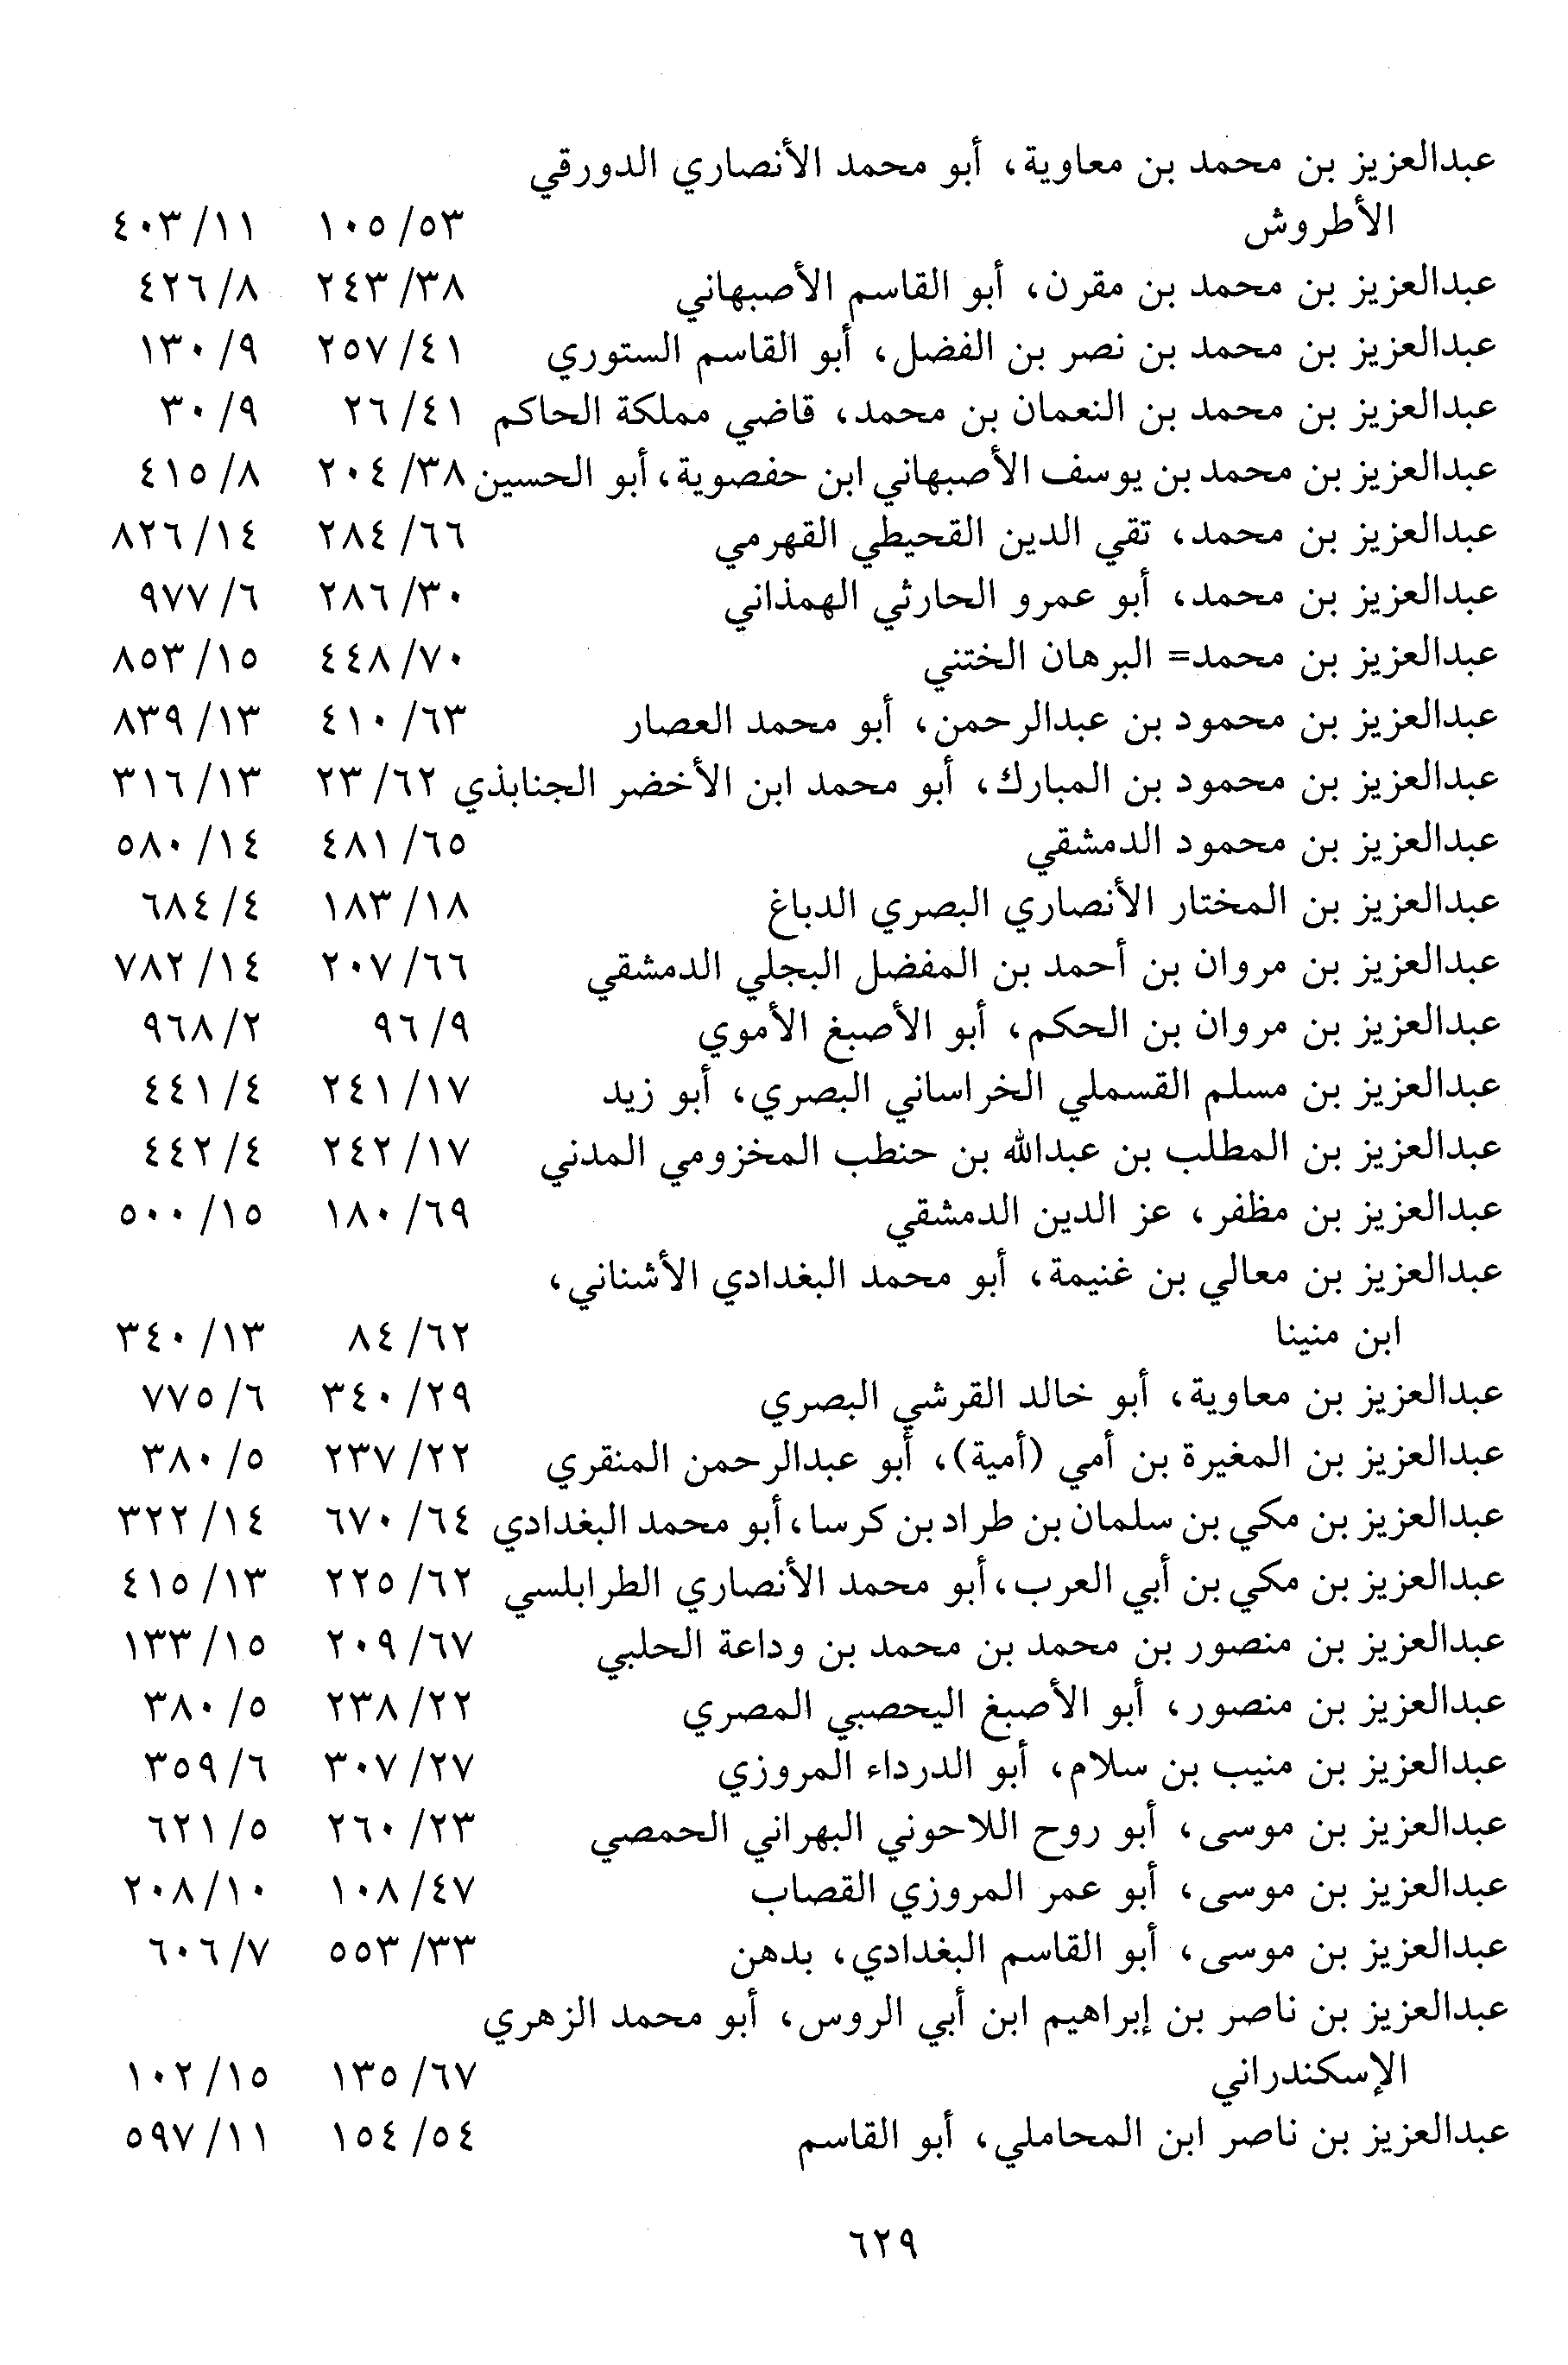 عبدالعزيز بن محمد بن معاوية، أبو محمد الأنصاري الدورقي
الأطروش ٥٣/ ١٠٥ ١١/ ٤٠٣
عبدالعزيز بن محمد بن مقرن، أبو القاسم الأصبهاني ٣٨/ ٢٤٣ ٨/ ٤٢٦
عبدالعزيز بن محمد بن نصر بن الفضل، أبو القاسم الستوري ٤١/ ٢٥٧ ٩/ ١٣٠
عبدالعزيز بن محمد بن النعمان بن محمد، قاضي مملكة الحاكم ٤١/ ٢٦ ٩/ ٣٠
عبدالعزيز بن محمد بن يوسف الأصبهاني ابن حفصوية، أبو الحسين ٣٨/ ٢٠٤ ٨/ ٤١٥
عبدالعزيز بن محمد، تقي الدين القحيطي القهرمي ٦٦/ ٢٨٤ ١٤/ ٨٢٦
عبدالعزيز بن محمد، أبو عمرو الحارثي الهمذاني ٣٠/ ٢٨٦ ٦/ ٩٧٧
عبدالعزيز بن محمد= البرهان الختني ٧٠/ ٤٤٨ ١٥/ ٨٥٣
عبدالعزيز بن محمود بن عبدالرحمن، أبو محمد العصار ٦٣/ ٤١٠ ١٣/ ٨٣٩
عبدالعزيز بن محمود بن المبارك، أبو محمد ابن الأخضر الجنابذي ٦٢/ ٢٣ ١٣/ ٣١٦
عبدالعزيز بن محمود الدمشقي ٦٥/ ٤٨١ ١٤/ ٥٨٠
عبدالعزيز بن المختار الأنصاري البصري الدباغ ١٨/ ١٨٣ ٤/ ٦٨٤
عبدالعزيز بن مروان بن أحمد بن المفضل البجلي الدمشقي ٦٦/ ٢٠٧ ١٤/ ٧٨٢
عبدالعزيز بن مروان بن الحكم، أبو الأصبغ الأموي ٩/ ٩٦ ٢/ ٩٦٨
عبدالعزيز بن مسلم القسملي الخراساني البصري، أبو زيد ١٧/ ٢٤١ ٤/ ٤٤١
عبدالعزيز بن المطلب بن عبدالله بن حنطب المخزومي المدني ١٧/ ٢٤٢ ٤/ ٤٤٢
عبدالعزيز بن مظفر، عز الدين الدمشقي ٦٩/ ١٨٠ ١٥/ ٥٠٠
عبدالعزيز بن معالي بن غنيمة، أبو محمد البغدادي الأشناني،
ابن منينا ٦٢/ ٨٤ ١٣/ ٣٤٠
عبدالعزيز بن معاوية، أبو خالد القرشي البصري ٢٩/ ٣٤٠ ٦/ ٧٧٥
عبدالعزيز بن المغيرة بن أمي (أمية)، أبو عبدالرحمن المنقري ٢٢/ ٢٣٧ ٥/ ٣٨٠
عبدالعزيز بن مكي بن سلمان بن طراد بن كرسا، أبو محمد البغدادي ٦٤/ ٦٧٠ ١٤/ ٣٢٢
عبدالعزيز بن مكي بن أبي العرب، أبو محمد الأنصاري الطرابلسي ٦٢/ ٢٢٥ ١٣/ ٤١٥
عبدالعزيز بن منصور بن محمد بن محمد بن وداعة الحلبي ٦٧/ ٢٠٩ ١٥/ ١٣٣
عبدالعزيز بن منصور، أبو الأصبغ اليحصبي المصري ٢٢/ ٢٣٨ ٥/ ٣٨٠
عبدالعزيز بن منيب بن سلام، أبو الدرداء المروزي ٢٧/ ٣٠٧ ٦/ ٣٥٩
عبدالعزيز بن موسى، أبو روح اللاحوني البهراني الحمصي ٢٣/ ٢٦٠ ٥/ ٦٢١
عبدالعزيز بن موسى، أبو عمر المروزي القصاب ٤٧/ ١٠٨ ١٠/ ٢٠٨
عبدالعزيز بن موسى، أبو القاسم البغدادي، بدهن ٣٣/ ٥٥٣ ٧/ ٦٠٦
عبدالعزيز بن ناصر بن إبراهيم ابن أبي الروس، أبو محمد الزهري
الإسكندراني ٦٧/ ١٣٥ ١٥/ ١٠٢
عبدالعزيز بن ناصر ابن المحاملي، أبو القاسم ٥٤/ ١٥٤ ١١/ ٥٩٧
٦٢٩